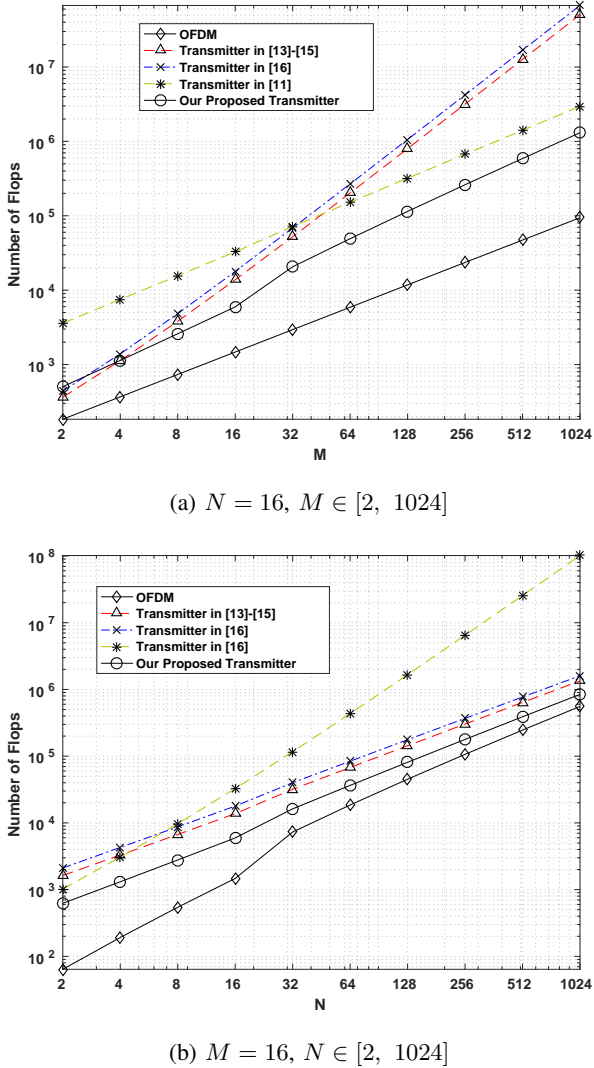 OFDM
Transmitter in [13]-[15]
Transmitter in [16]
Transmitter in [11]
Our Proposed Transmitter
10^7
10^6
10^5
10^4
10^3
Number of Flops
2 4 8 16 32 64 128 256 512 1024
M
(a) N = 16, M ∈ [2, 1024]
10^8
OFDM
Transmitter in [13]-[15]
Transmitter in [16]
Transmitter in [16]
Our Proposed Transmitter
10^7
10^6
10^5
10^4
10^3
10^2
Number of Flops
2 4 8 16 32 64 128 256 512 1024
N
(b) M = 16, N ∈ [2, 1024]